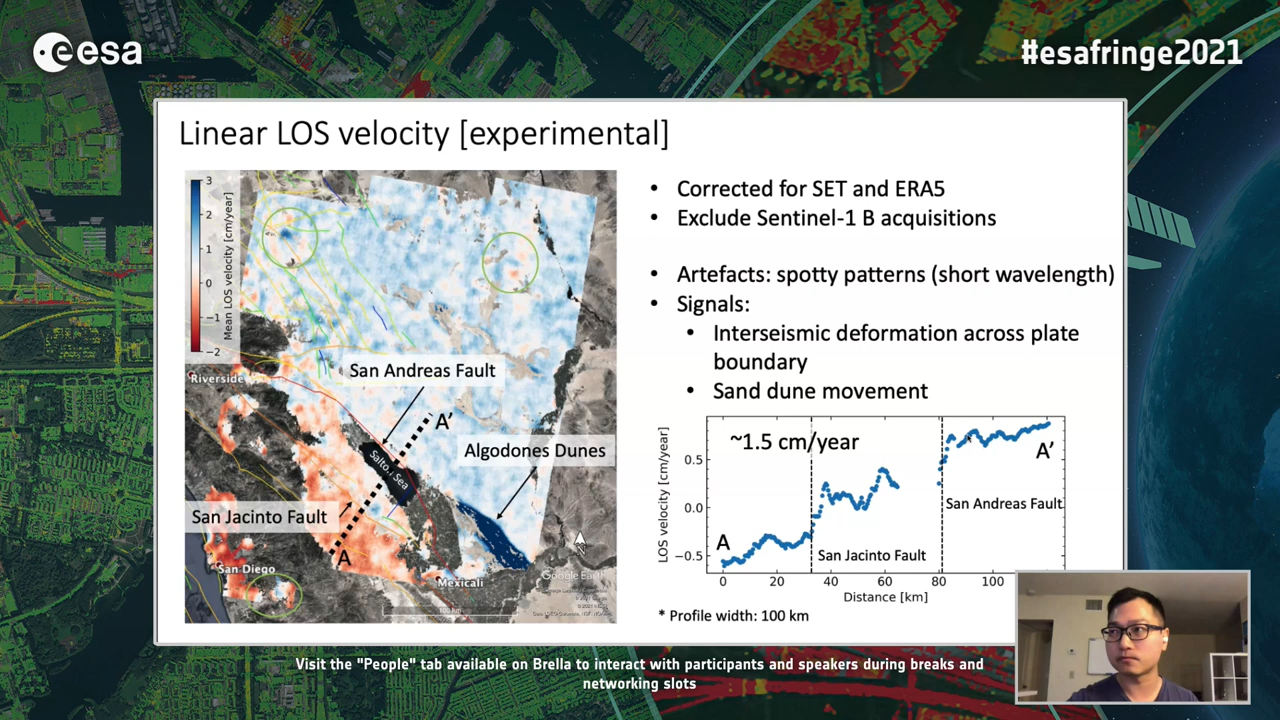 esa
#esafringe2021
Linear LOS velocity [experimental]
3
2
1
0
−1
−2
Mean LOS velocity [cm/year]
Riverside
San Andreas Fault
A'
Algodones Dunes
Salton Sea
San Jacinto Fault
A
San Diego
Mexicali
Google Earth
100 km
• Corrected for SET and ERA5
• Exclude Sentinel-1 B acquisitions
• Artefacts: spotty patterns (short wavelength)
• Signals:
• Interseismic deformation across plate
boundary
• Sand dune movement
~1.5 cm/year
LOS velocity [cm/year]
0.5
0.0
−0.5
A
San Jacinto Fault
San Andreas Fault
A'
0
20
40
60
80
100
Distance [km]
* Profile width: 100 km
Visit the "People" tab available on Brella to interact with participants and speakers during breaks and
networking slots